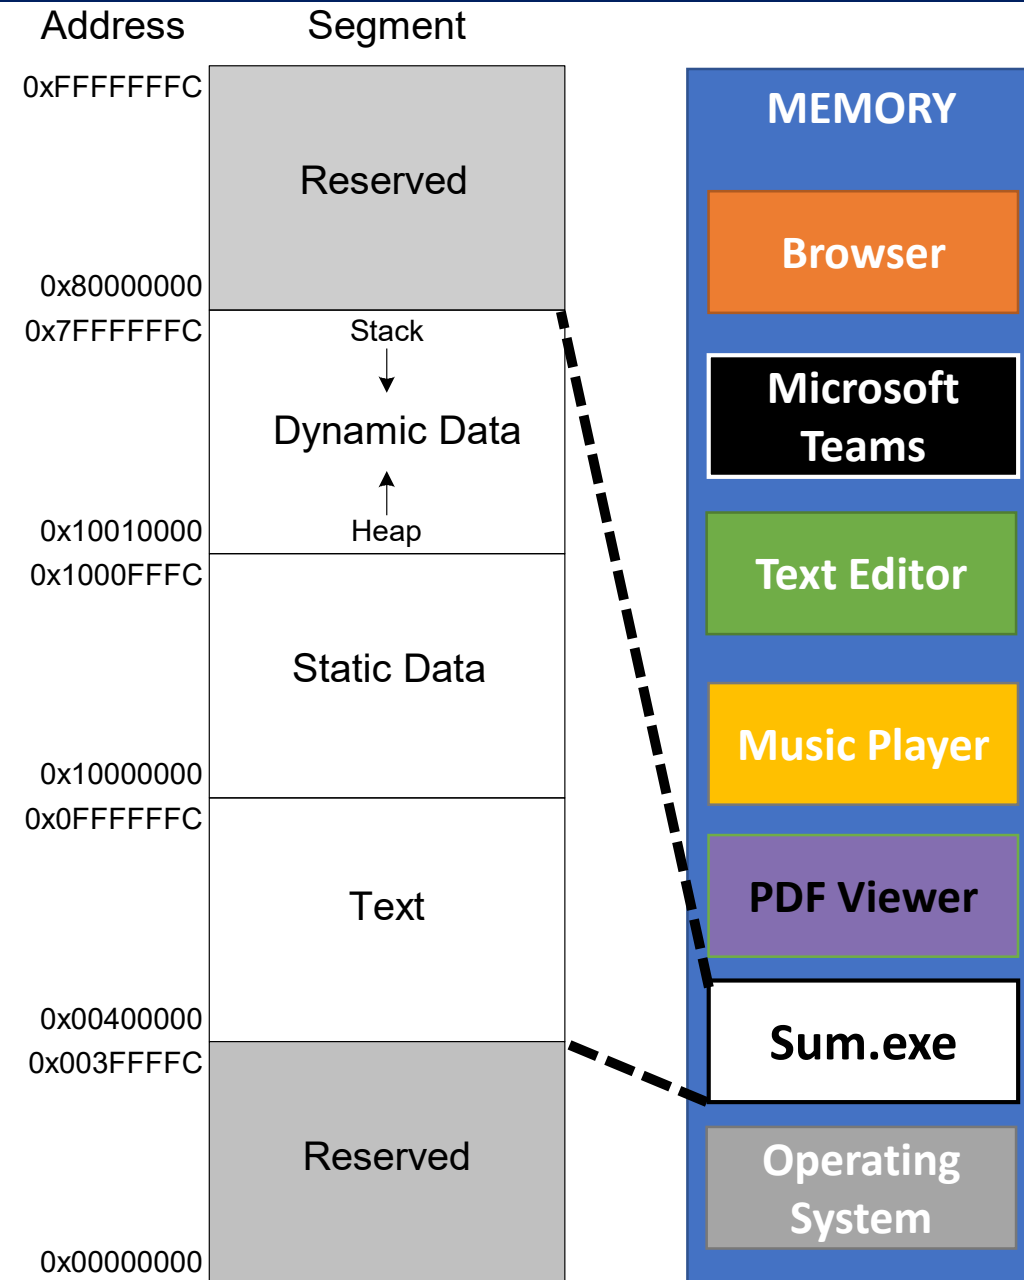 Address
Segment
0xFFFFFFFC
Reserved
0x80000000
0x7FFFFFFC
Stack
Dynamic Data
Heap
0x10010000
0x1000FFFC
Static Data
0x10000000
0x0FFFFFFC
Text
0x00400000
0x003FFFFC
Reserved
0x00000000
MEMORY
Browser
Microsoft
Teams
Text Editor
Music Player
PDF Viewer
Sum.exe
Operating
System